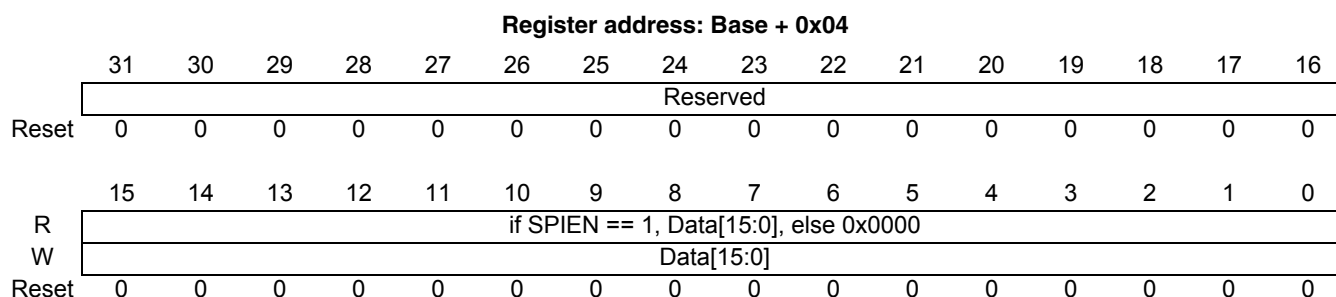 Register address: Base + 0x04
31 30 29 28 27 26 25 24 23 22 21 20 19 18 17 16
Reserved
Reset 0 0 0 0 0 0 0 0 0 0 0 0 0 0 0 0
15 14 13 12 11 10 9 8 7 6 5 4 3 2 1 0
R if SPIEN == 1, Data[15:0], else 0x0000
W Data[15:0]
Reset 0 0 0 0 0 0 0 0 0 0 0 0 0 0 0 0